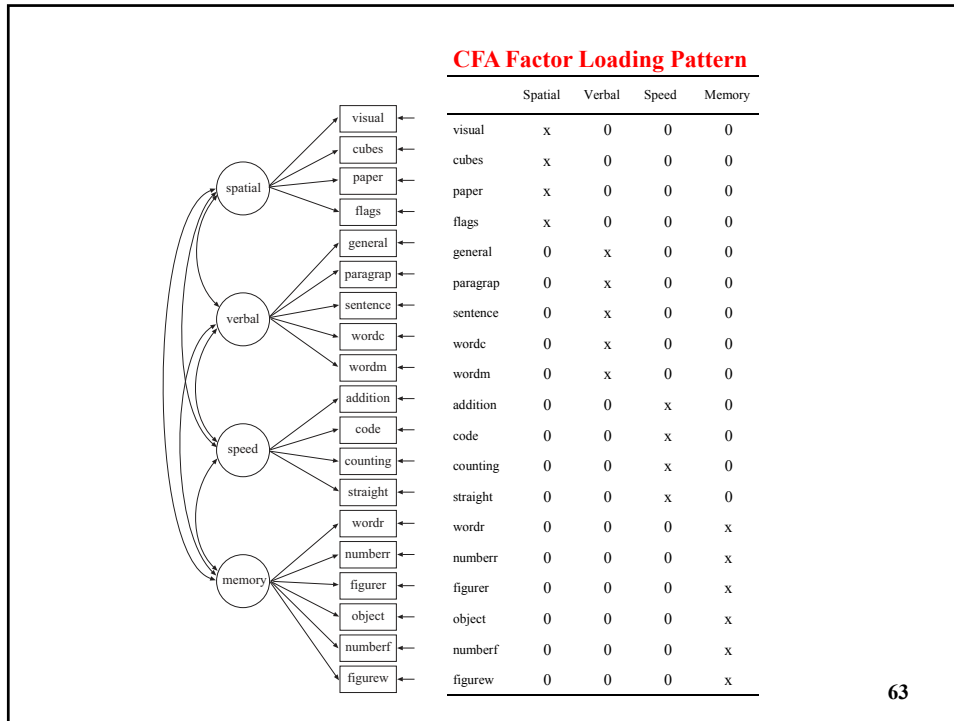 CFA Factor Loading Pattern
Spatial Verbal Speed Memory
visual
cubes
paper
flags
general
paragrap
sentence
wordc
wordm
addition
code
counting
straight
wordr
numberr
figurer
object
numberf
figurew
spatial
verbal
speed
memory
visual x 0 0 0
cubes x 0 0 0
paper x 0 0 0
flags x 0 0 0
general 0 x 0 0
paragrap 0 x 0 0
sentence 0 x 0 0
wordc 0 x 0 0
wordm 0 x 0 0
addition 0 0 x 0
code 0 0 x 0
counting 0 0 x 0
straight 0 0 x 0
wordr 0 0 0 x
numberr 0 0 0 x
figurer 0 0 0 x
object 0 0 0 x
numberf 0 0 0 x
figurew 0 0 0 x
63